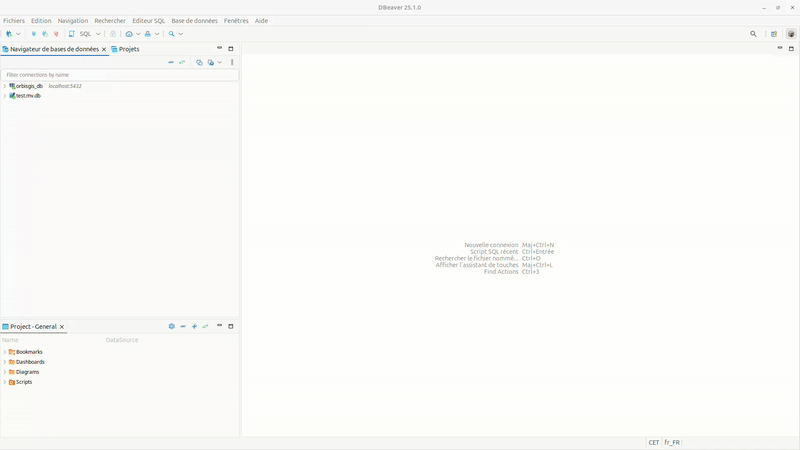 DBeaver 25.1.0
Fichiers Edition Navigation Rechercher Editeur SQL Base de données Fenêtres Aide
SQL
Navigateur de bases de données Projets
Filter connections by name
orbisgis_db localhost:5432
test.mv.db
Nouvelle connexion Maj+Ctrl+N
Script SQL récent Ctrl+Entrée
Rechercher le fichier nommé... Ctrl+O
Afficher l'assistant de touches Maj+Ctrl+L
Find Actions Ctrl+3
Project - General
Name DataSource
Bookmarks
Dashboards
Diagrams
Scripts
CET fr_FR